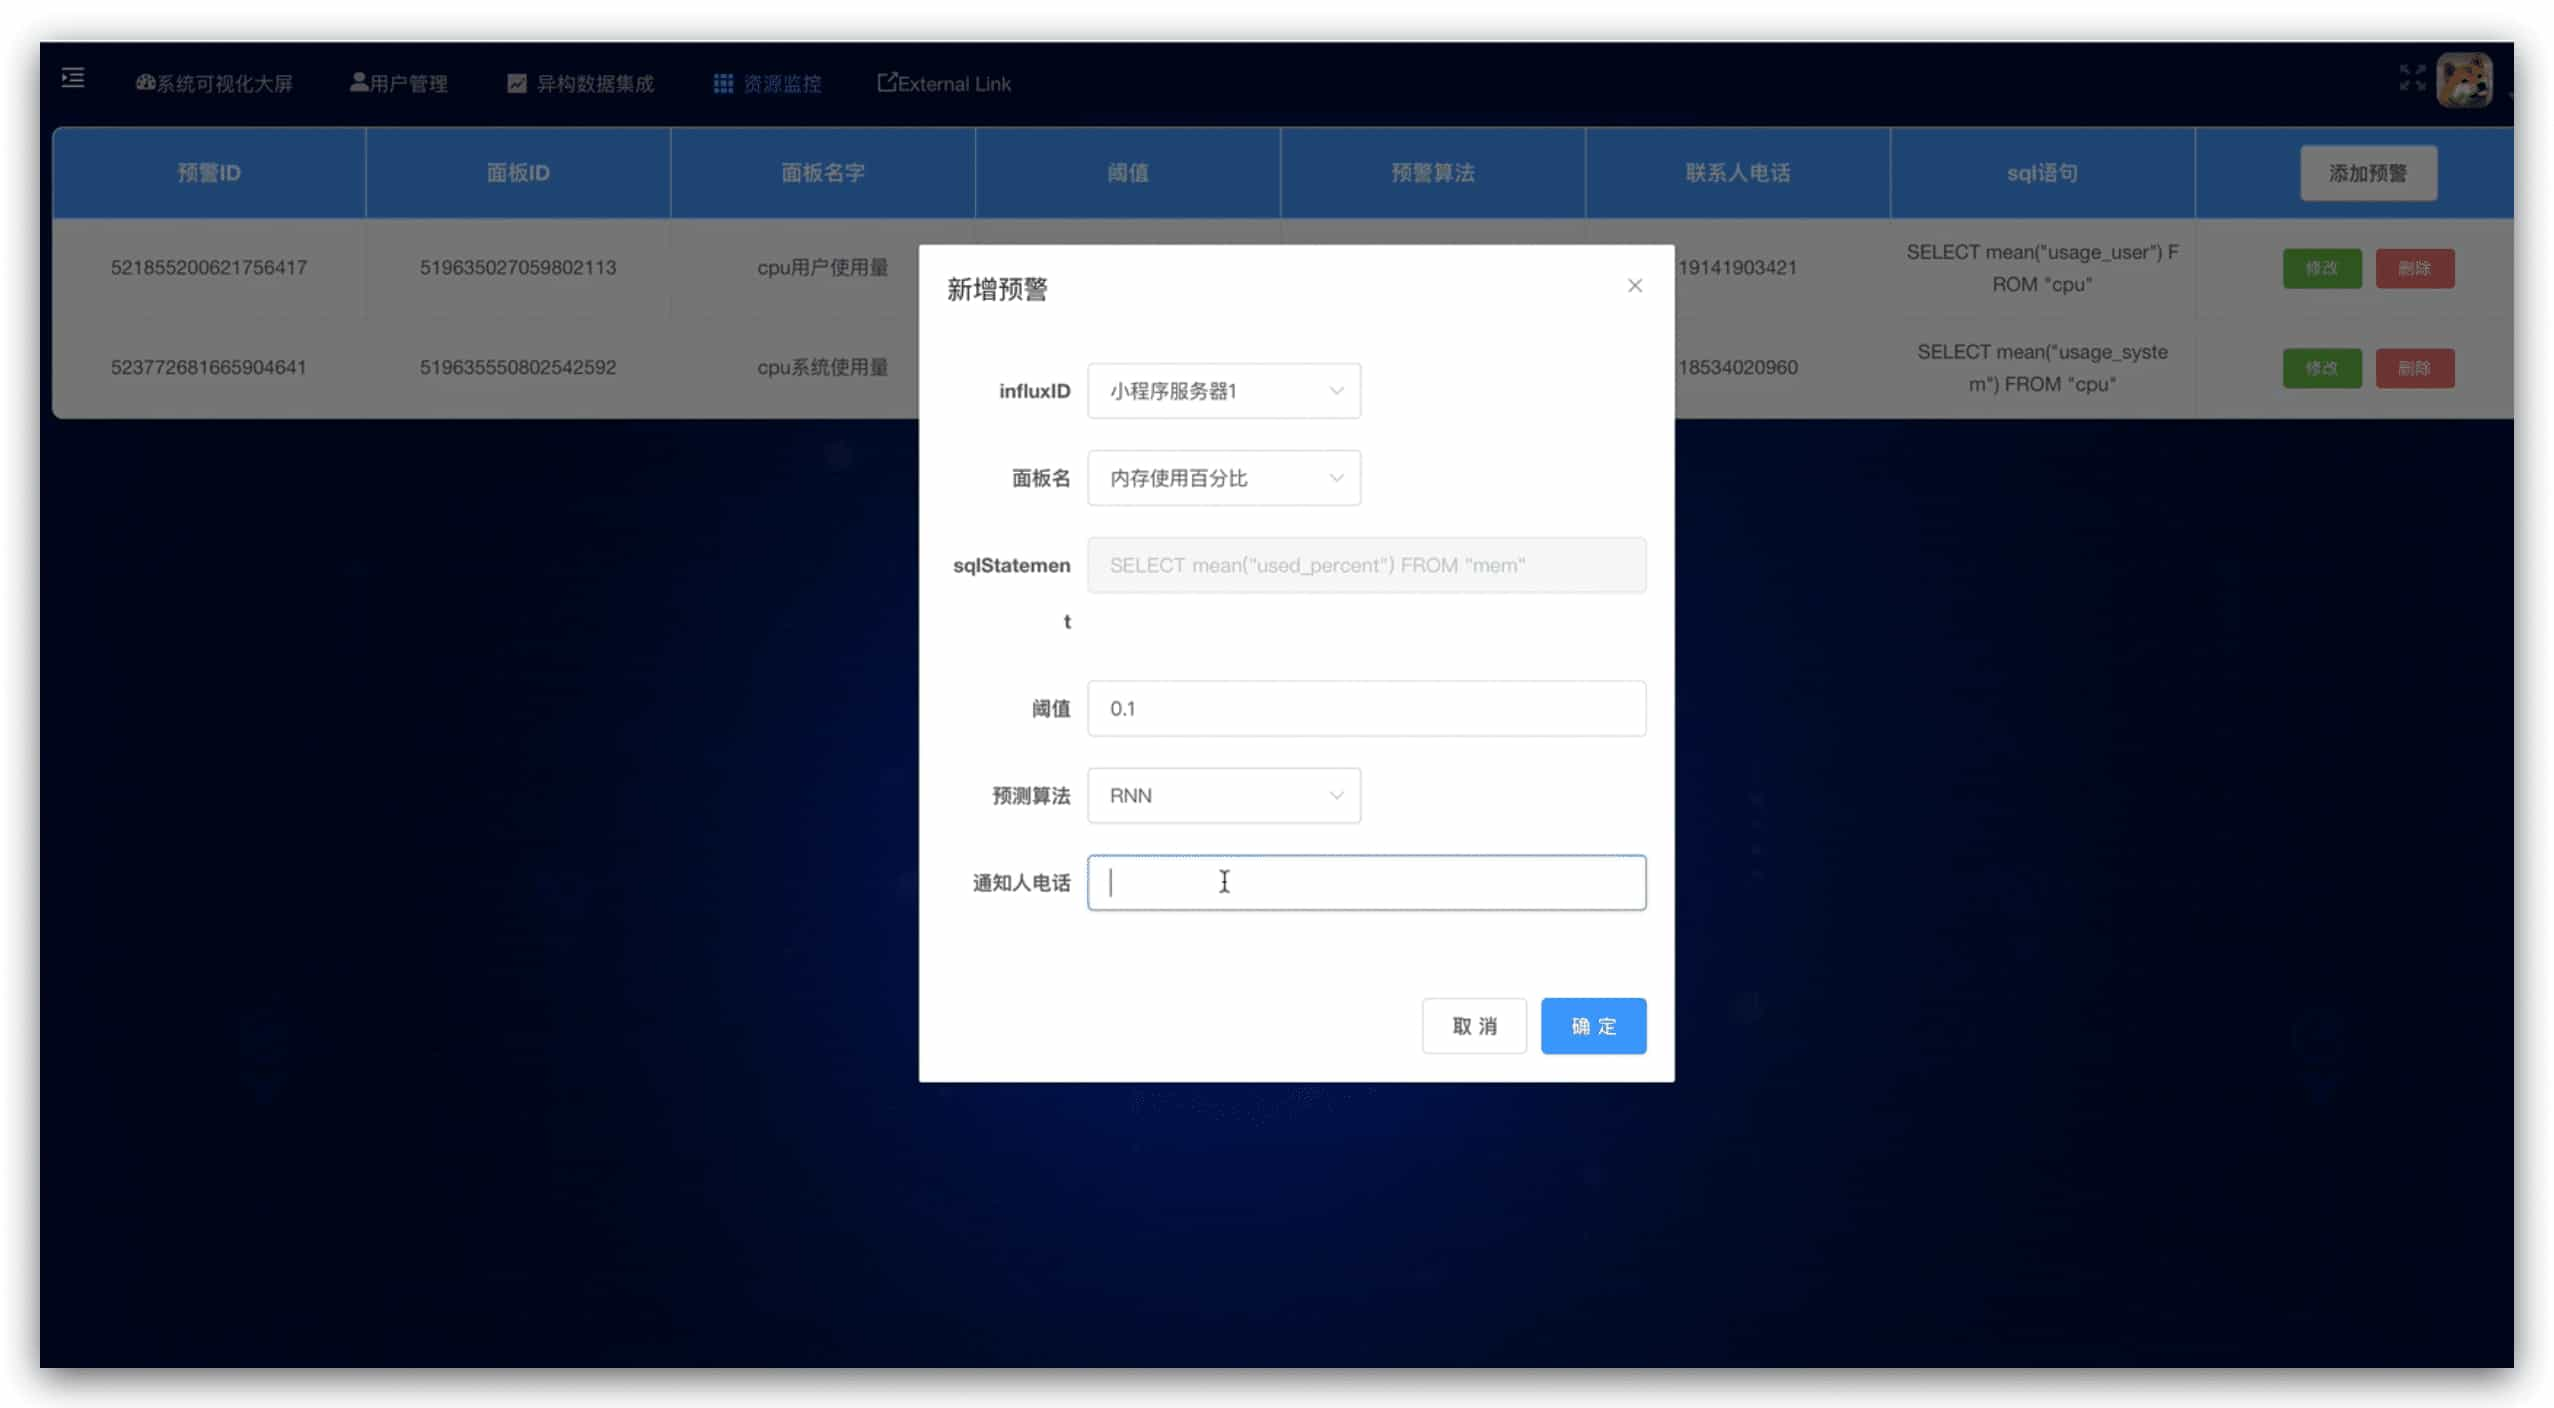 系统可视化大屏 用户管理 异构数据集成 资源监控 External Link
预警ID 面板ID 面板名字 阈值 预警算法 联系人电话 sql语句 添加预警
521855200621756417 519635027059802113 cpu用户使用量 19141903421 SELECT mean("usage_user") F
ROM "cpu" 修改 删除
523772681665904641 519635550802542592 cpu系统使用量 18534020960 SELECT mean("usage_syste
m") FROM "cpu" 修改 删除
新增预警
influxID 小程序服务器1
面板名 内存使用百分比
sqlStatemen SELECT mean("used_percent") FROM "mem"
t
阈值 0.1
预测算法 RNN
通知人电话
取消 确定